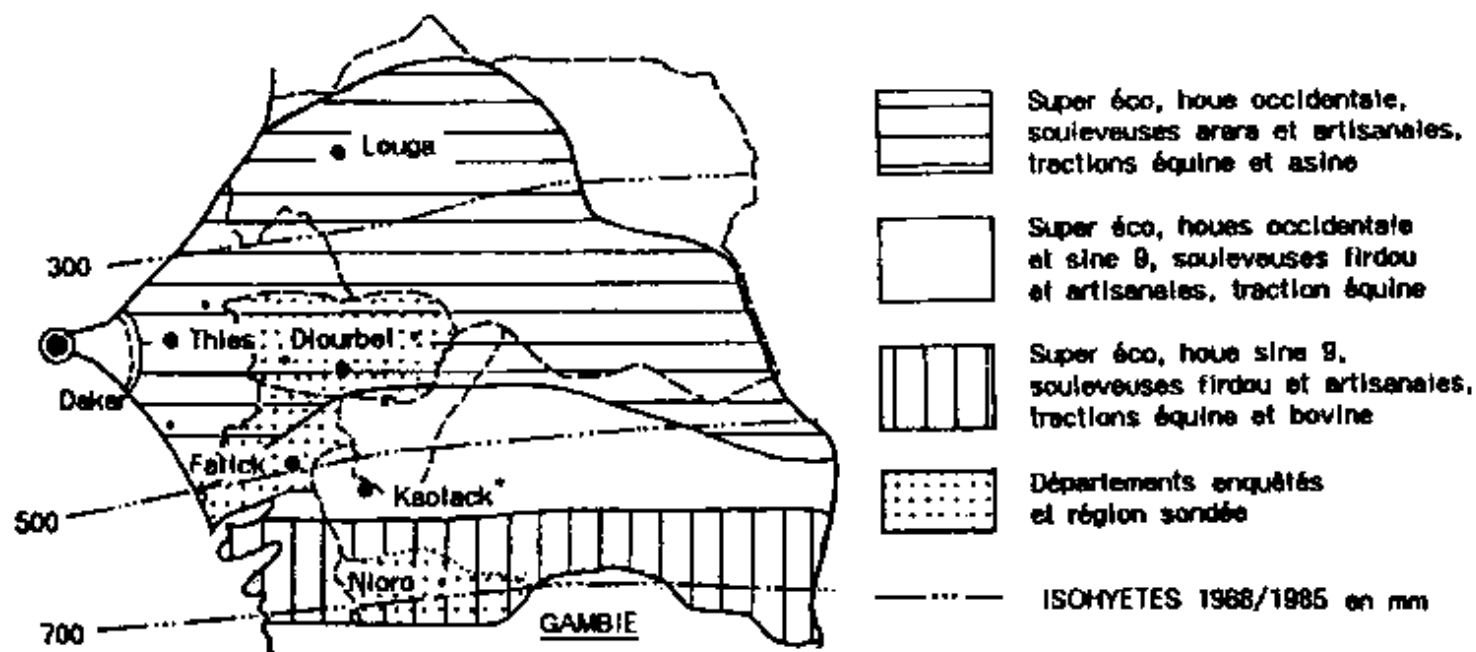 Louga
300
Thies
Diourbel
Dakar
Fatick
Kaolack
500
Nioro
700
GAMBIE
Super éco, houe occidentale,
souleveuses arara et artisanales,
tractions équine et asine
Super éco, houes occidentale
et sine 9, souleveuses firdou
et artisanales, traction équine
Super éco, houe sine 9,
souleveuses firdou et artisanales,
tractions équine et bovine
Départements enquêtés
et région sondée
ISOHYETES 1968/1985 en mm